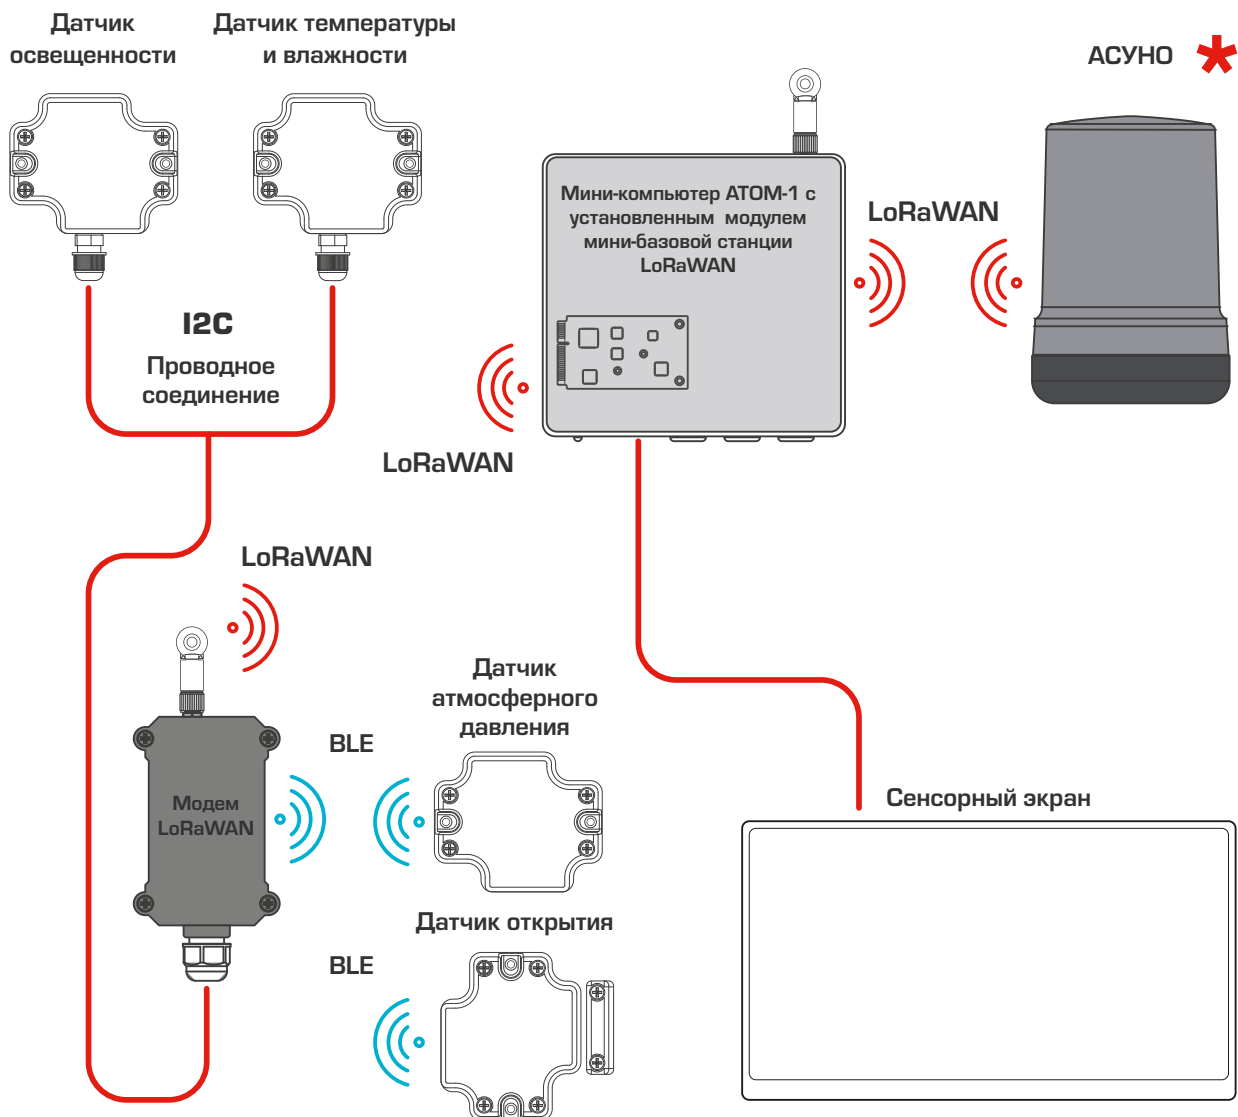 Датчик
освещенности
Датчик температуры
и влажности
АСУНО
Мини-компьютер АТОМ-1 с
установленным модулем
мини-базовой станции
LoRaWAN
LoRaWAN
I2C
Проводное
соединение
LoRaWAN
LoRaWAN
Датчик
атмосферного
давления
BLE
Модем
LoRaWAN
Сенсорный экран
Датчик открытия
BLE